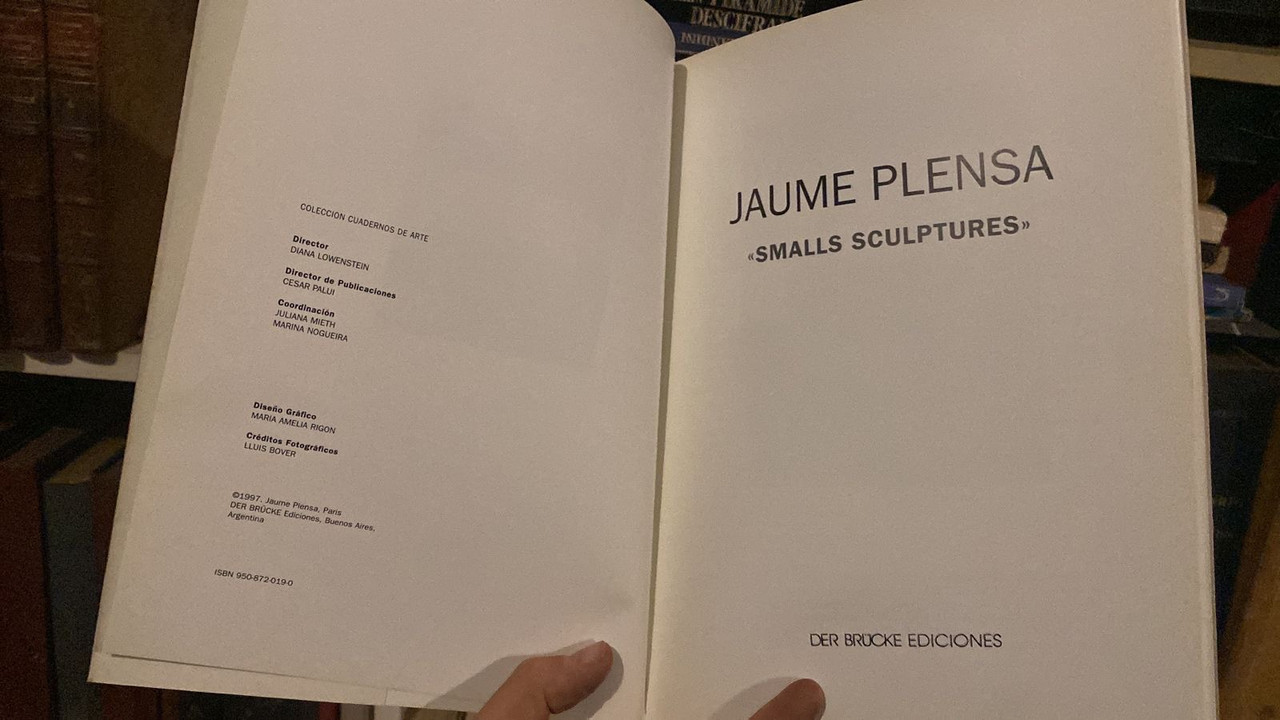 COLECCION CUADERNOS DE ARTE
Director
DIANA LOWENSTEIN
Director de Publicaciones
CESAR PALUI
Coordinación
JULIANA MIETH
MARINA NOGUEIRA
Diseño Gráfico
MARIA AMELIA RIGON
Créditos Fotográficos
LLUIS BOVER
©1997. Jaume Plensa, Paris
DER BRÜCKE Ediciones, Buenos Aires,
Argentina
ISBN 950-872-019-0
JAUME PLENSA
«SMALLS SCULPTURES»
DER BRÜCKE EDICIONES